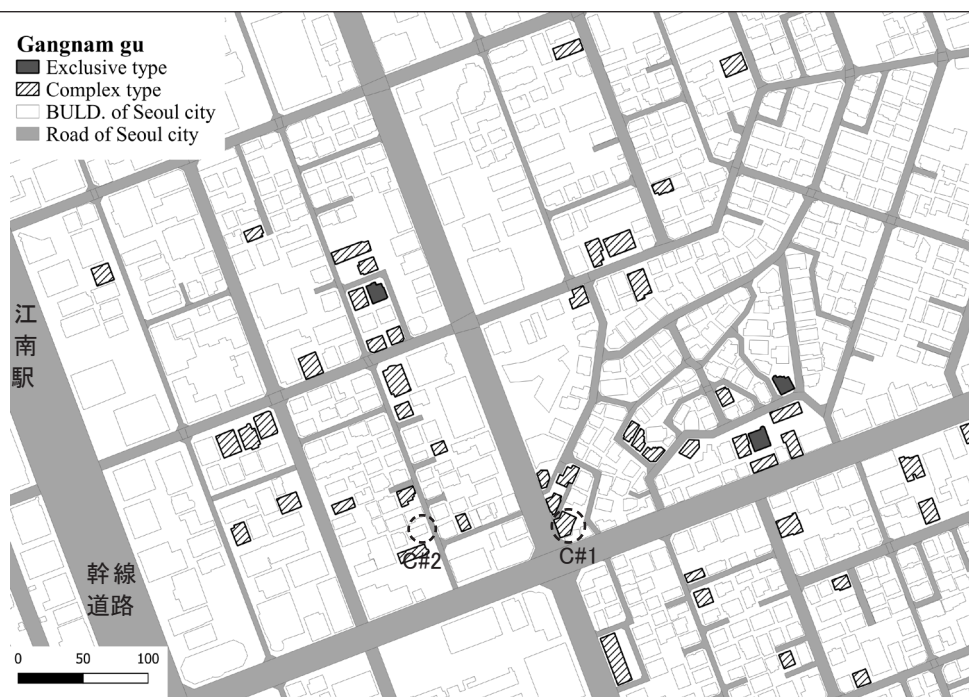 Gangnam gu
Exclusive type
Complex type
BULD. of Seoul city
Road of Seoul city
江
南
駅
C#2
C#1
幹線
道路
0 50 100